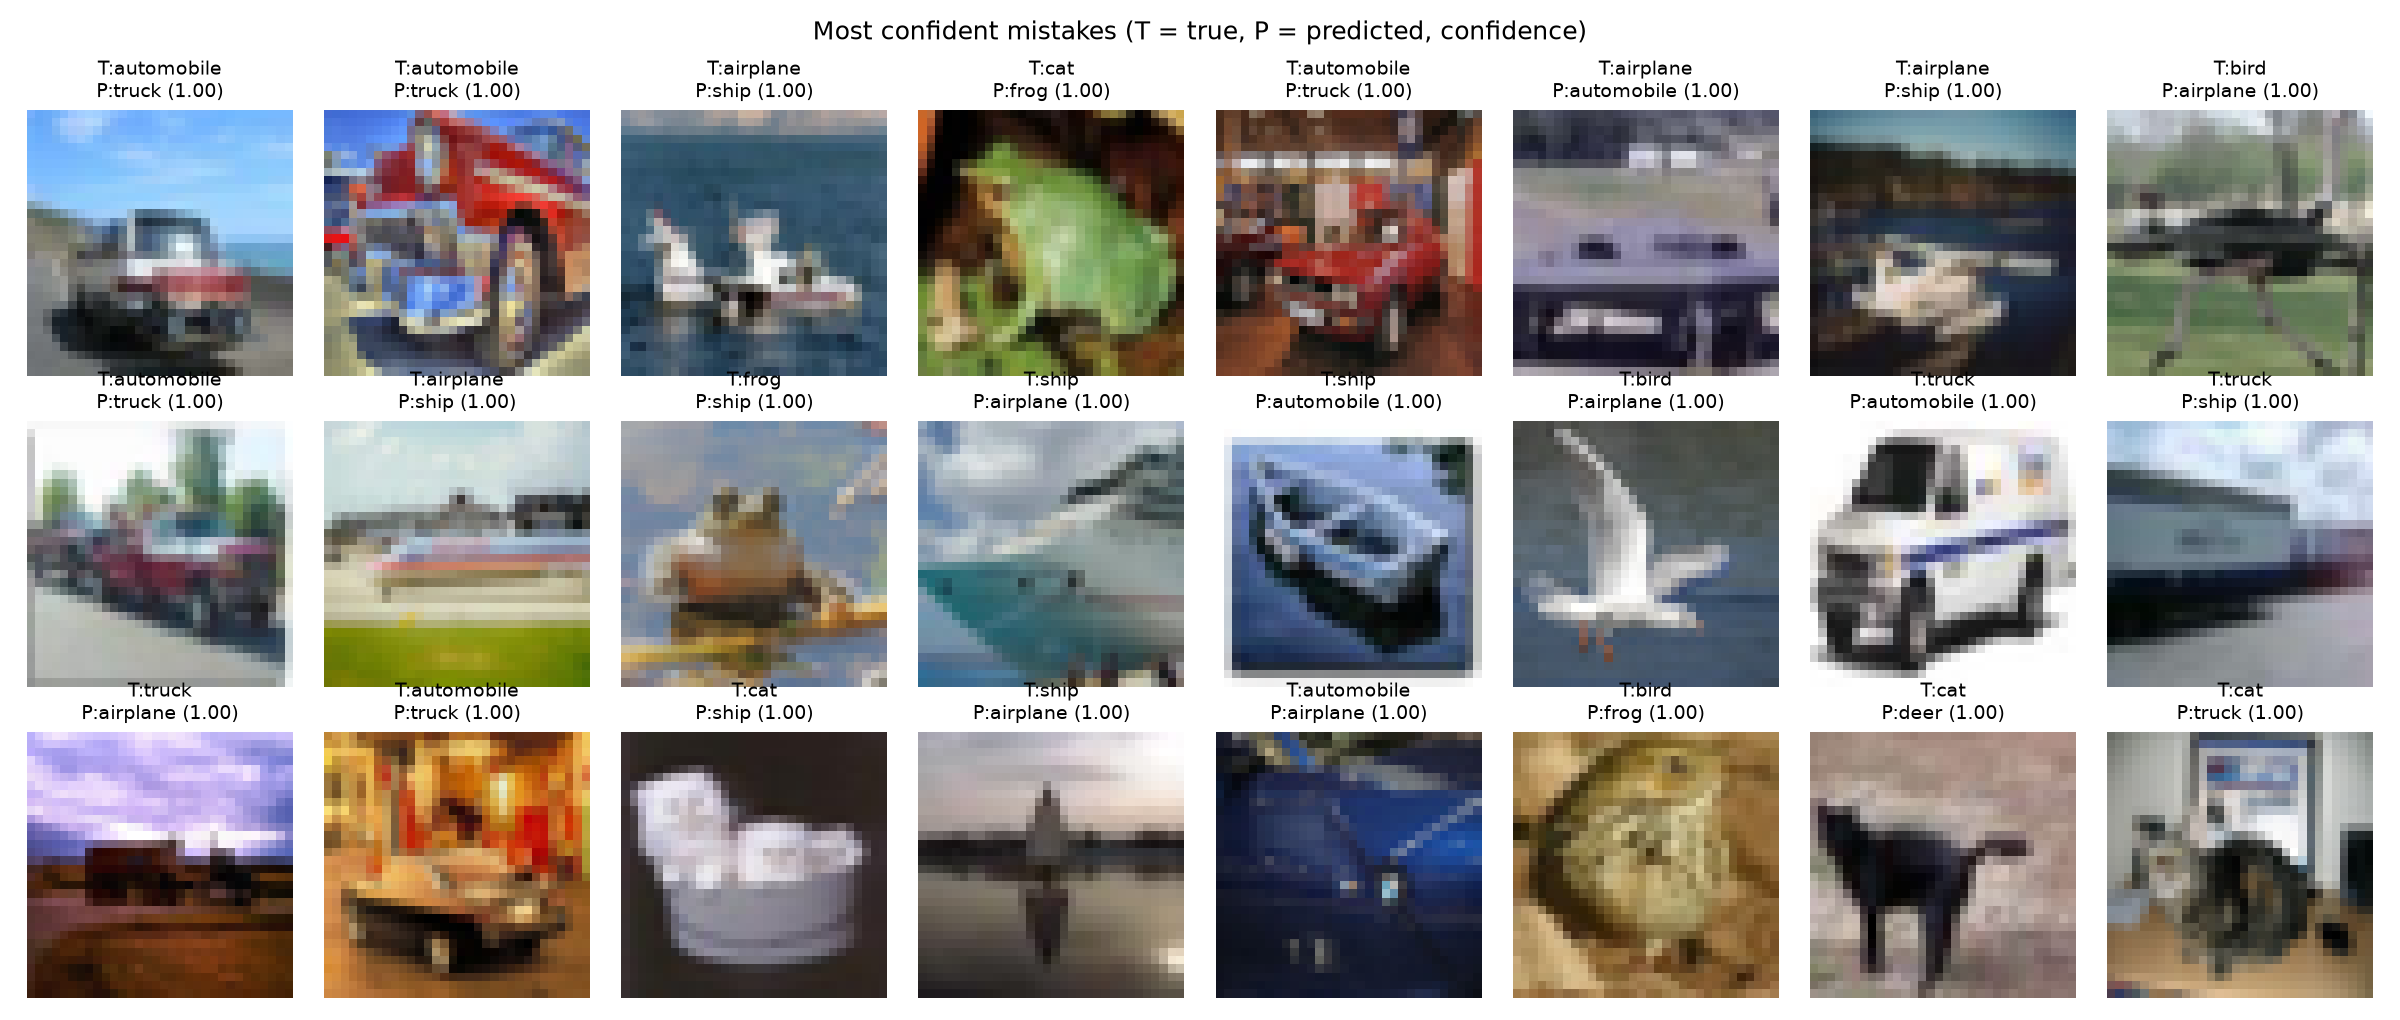 Most confident mistakes (T = true, P = predicted, confidence)
T:automobile
P:truck (1.00)
T:automobile
P:truck (1.00)
T:airplane
P:ship (1.00)
T:cat
P:frog (1.00)
T:automobile
P:truck (1.00)
T:airplane
P:automobile (1.00)
T:airplane
P:ship (1.00)
T:bird
P:airplane (1.00)
T:automobile
P:truck (1.00)
T:airplane
P:ship (1.00)
T:frog
P:ship (1.00)
T:ship
P:airplane (1.00)
T:ship
P:automobile (1.00)
T:bird
P:airplane (1.00)
T:truck
P:automobile (1.00)
T:truck
P:ship (1.00)
T:truck
P:airplane (1.00)
T:automobile
P:truck (1.00)
T:cat
P:ship (1.00)
T:ship
P:airplane (1.00)
T:automobile
P:airplane (1.00)
T:bird
P:frog (1.00)
T:cat
P:deer (1.00)
T:cat
P:truck (1.00)